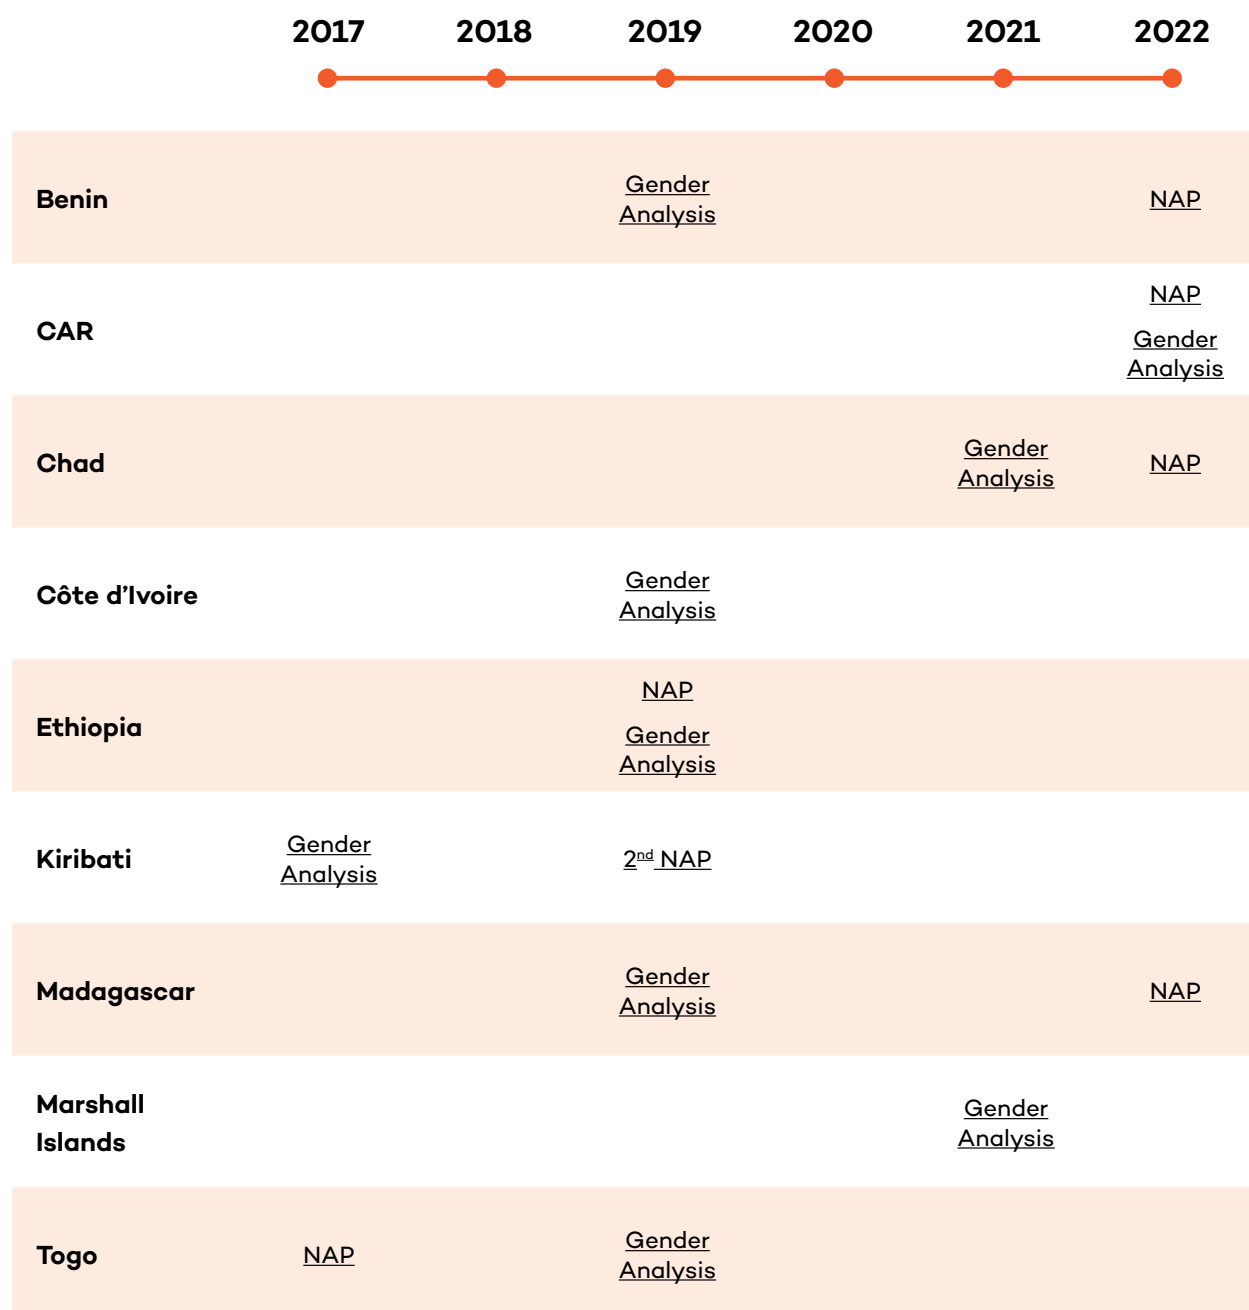 2017 2018 2019 2020 2021 2022
Benin
Gender
Analysis
NAP
CAR
NAP
Gender
Analysis
Chad
Gender
Analysis
NAP
Côte d’Ivoire
Gender
Analysis
Ethiopia
NAP
Gender
Analysis
Kiribati
Gender
Analysis
2nd NAP
Madagascar
Gender
Analysis
NAP
Marshall
Islands
Gender
Analysis
Togo
NAP
Gender
Analysis